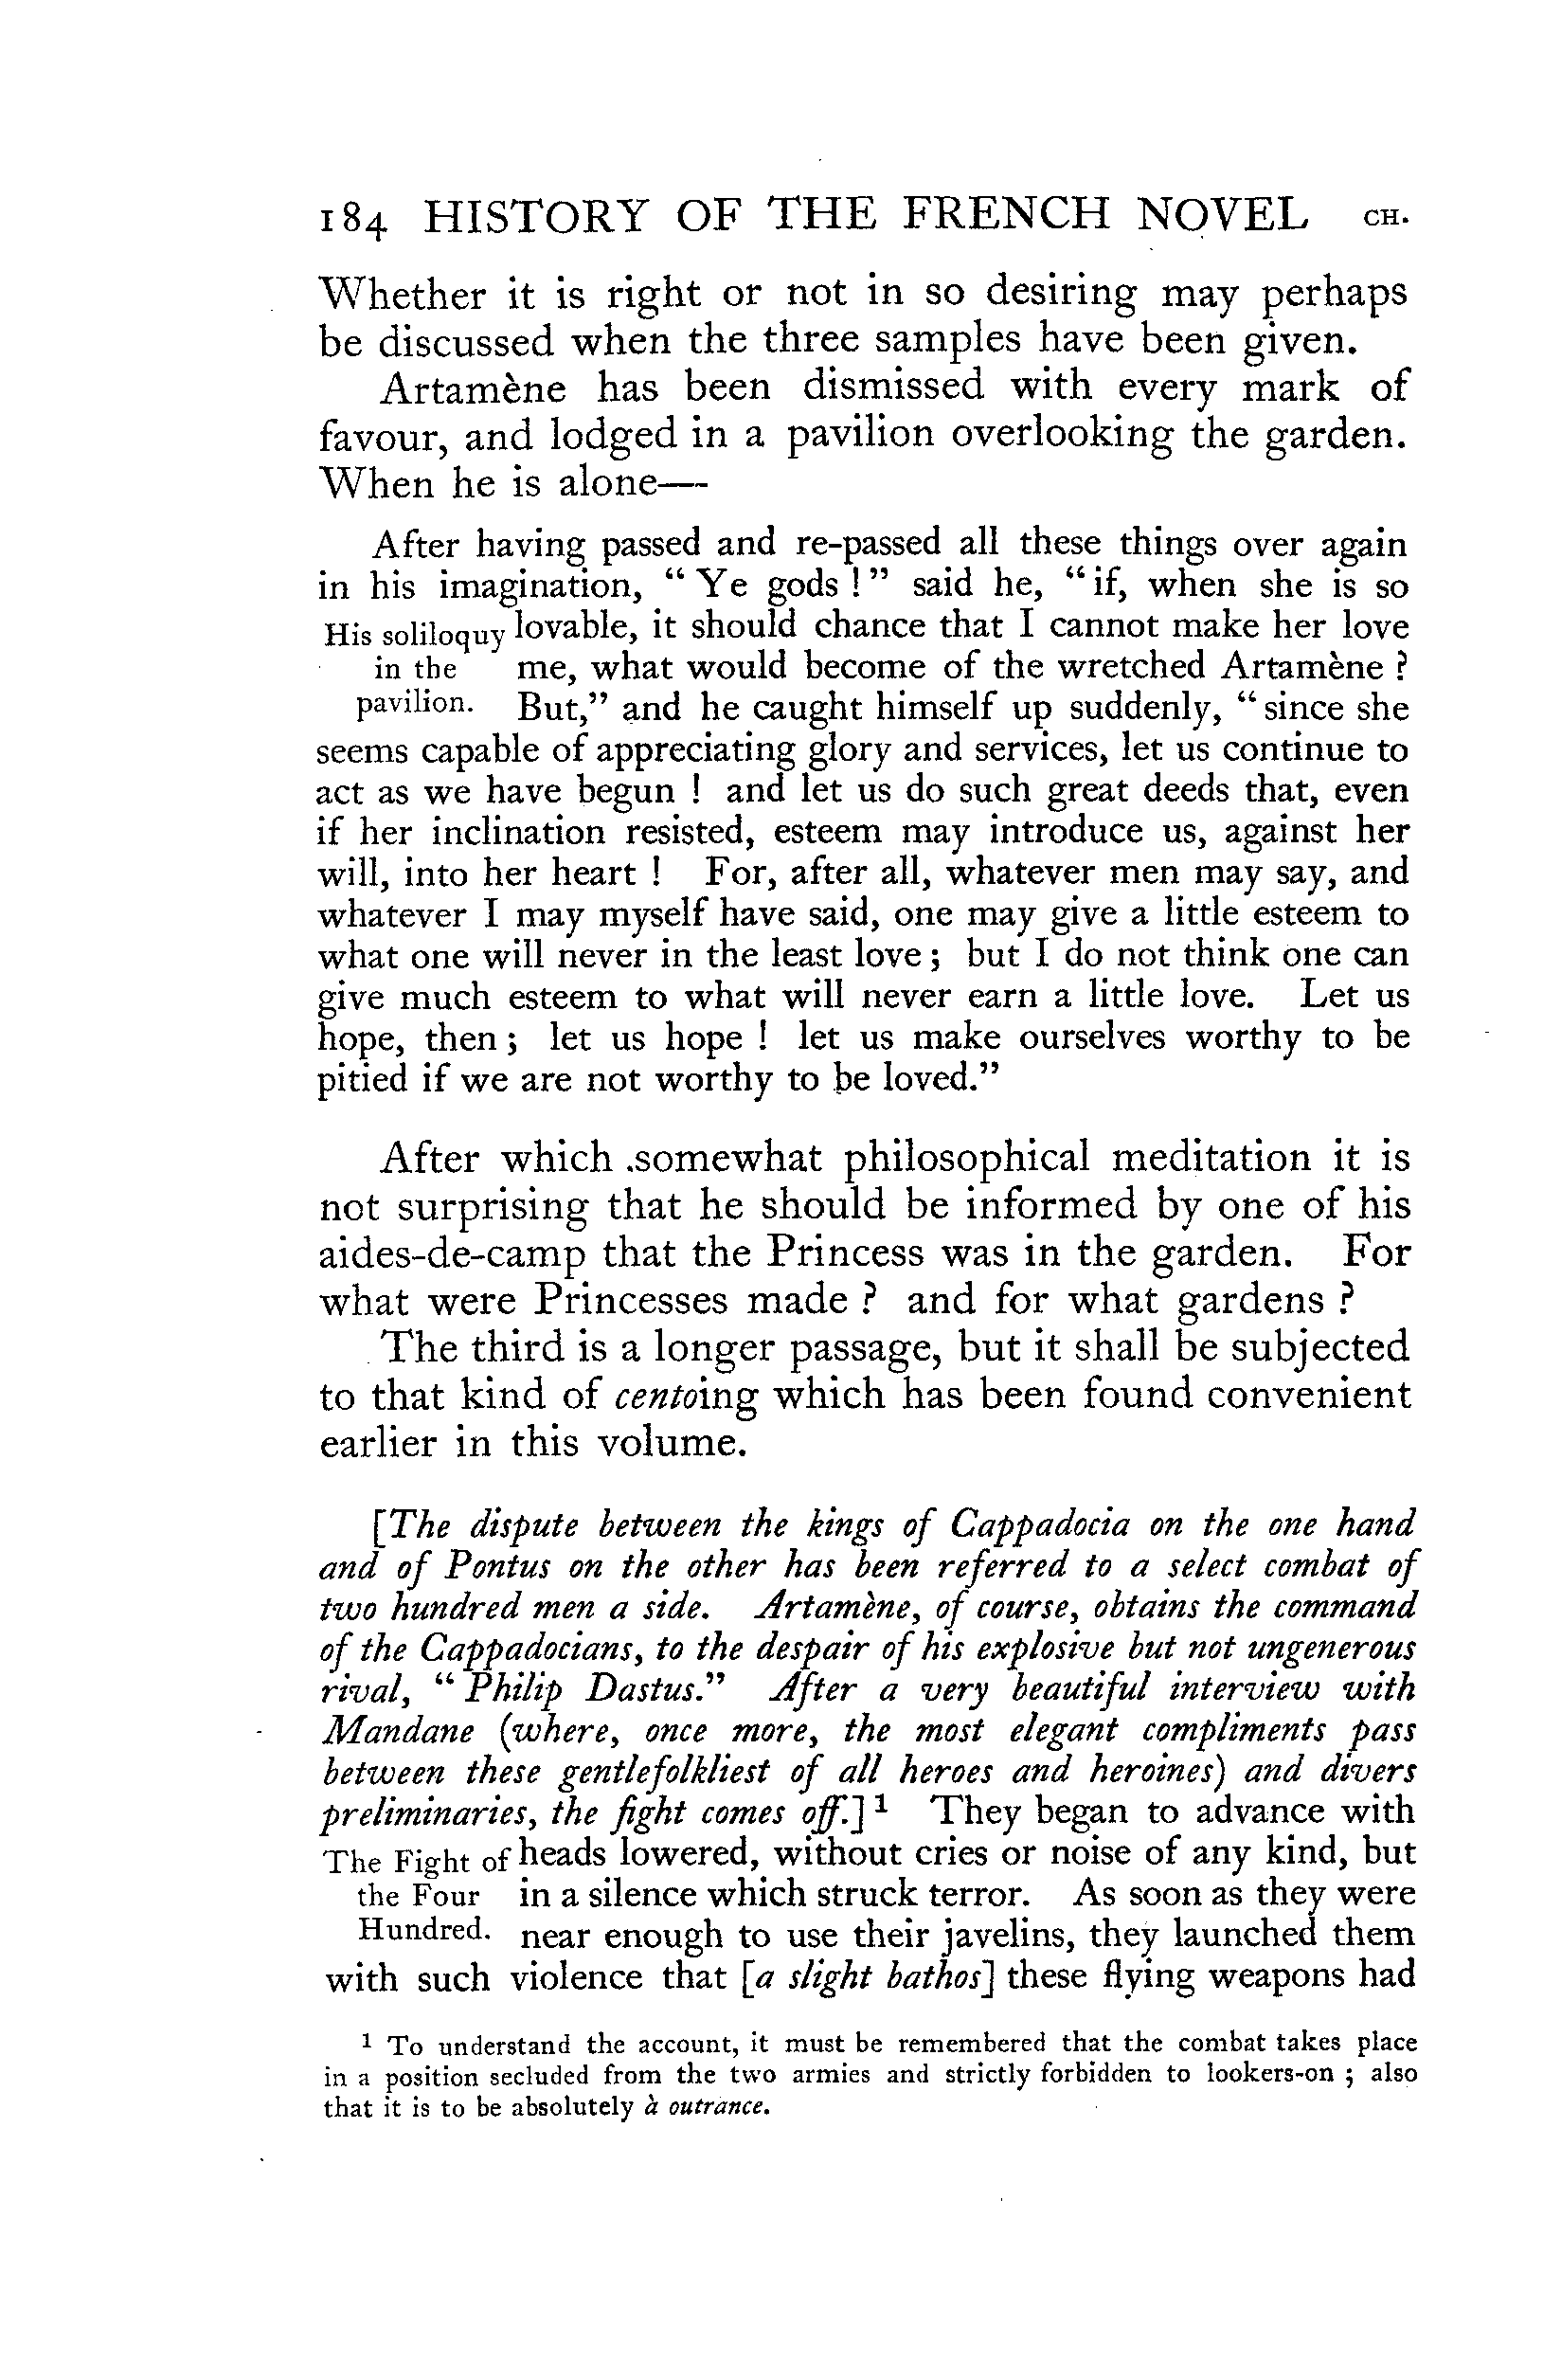 184 HISTORY OF THE FRENCH NOVEL CH.
Whether it is right or not in so desiring may perhaps
be discussed when the three samples have been given.
Artamène has been dismissed with every mark of
favour, and lodged in a pavilion overlooking the garden.
When he is alone—
After having passed and re-passed all these things over again
in his imagination, “ Ye gods ! ” said he, “ if, when she is so
His soliloquy lovable, it should chance that I cannot make her love
in the me, what would become of the wretched Artamène ?
pavilion. But,” and he caught himself up suddenly, “ since she
seems capable of appreciating glory and services, let us continue to
act as we have begun ! and let us do such great deeds that, even
if her inclination resisted, esteem may introduce us, against her
will, into her heart ! For, after all, whatever men may say, and
whatever I may myself have said, one may give a little esteem to
what one will never in the least love ; but I do not think one can
give much esteem to what will never earn a little love. Let us
hope, then ; let us hope ! let us make ourselves worthy to be
pitied if we are not worthy to be loved.”
After which somewhat philosophical meditation it is
not surprising that he should be informed by one of his
aides-de-camp that the Princess was in the garden. For
what were Princesses made ? and for what gardens ?
The third is a longer passage, but it shall be subjected
to that kind of centoing which has been found convenient
earlier in this volume.
[The dispute between the kings of Cappadocia on the one hand
and of Pontus on the other has been referred to a select combat of
two hundred men a side. Artamène, of course, obtains the command
of the Cappadocians, to the despair of his explosive but not ungenerous
rival, “ Philip Dastus.” After a very beautiful interview with
Mandane (where, once more, the most elegant compliments pass
between these gentlefolkliest of all heroes and heroines) and divers
preliminaries, the fight comes off.] ¹ They began to advance with
The Fight of heads lowered, without cries or noise of any kind, but
the Four in a silence which struck terror. As soon as they were
Hundred. near enough to use their javelins, they launched them
with such violence that [a slight bathos] these flying weapons had
¹ To understand the account, it must be remembered that the combat takes place
in a position secluded from the two armies and strictly forbidden to lookers-on ; also
that it is to be absolutely à outrance.